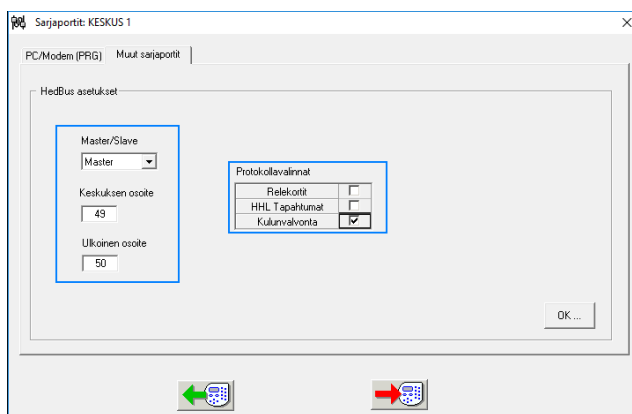 Sarjaportit: KESKUS 1
PC/Modem (PRG) Muut sarjaportit
HedBus asetukset
Master/Slave
Master
Keskuksen osoite
49
Ulkoinen osoite
50
Protokollavalinnat
Relekortit
HHL Tapahtumat
Kulunvalvonta
OK ...